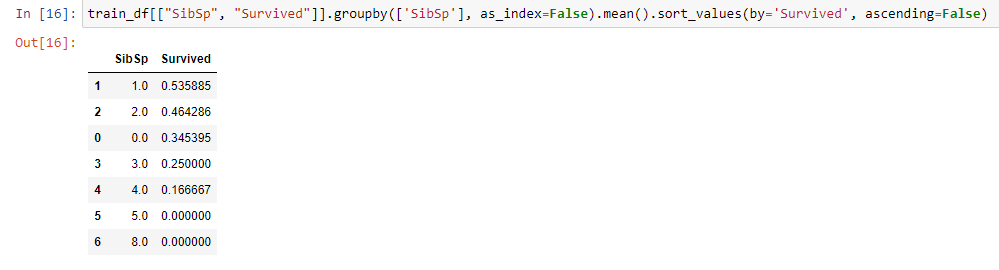 In [16]: train_df[["SibSp", "Survived"]].groupby(['SibSp'], as_index=False).mean().sort_values(by='Survived', ascending=False)
Out[16]:
SibSp Survived
1 1.0 0.535885
2 2.0 0.464286
0 0.0 0.345395
3 3.0 0.250000
4 4.0 0.166667
5 5.0 0.000000
6 8.0 0.000000